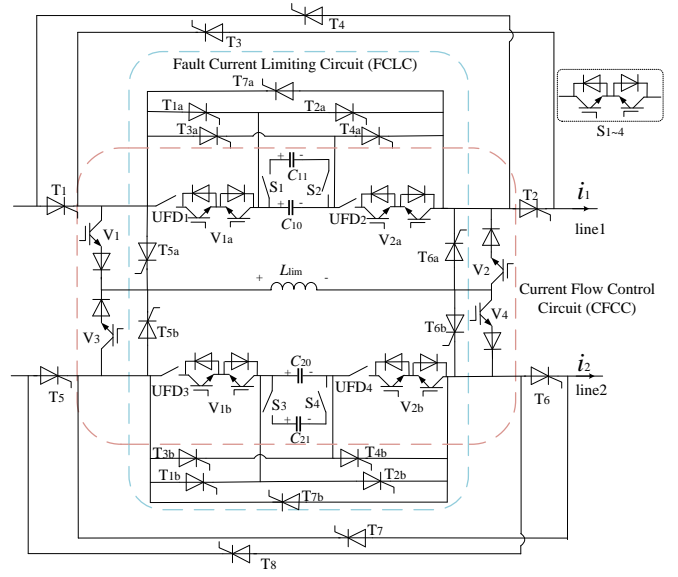 T4
T3
Fault Current Limiting Circuit (FCLC)
T7a
T1a
T2a
T3a
T4a
S1~4
+ -
C11
S1
S2
T1
+ -
T2
i1
UFD1
C10
UFD2
line1
V1
V1a
V2a
T5a
T6a
V2
Llim
+ -
Current Flow Control
Circuit (CFCC)
V3
T5b
T6b
V4
C20
+ -
i2
T5
UFD3
UFD4
T6
line2
V1b
S3
S4
V2b
+ -
C21
T3b
T4b
T1b
T2b
T7b
T7
T8